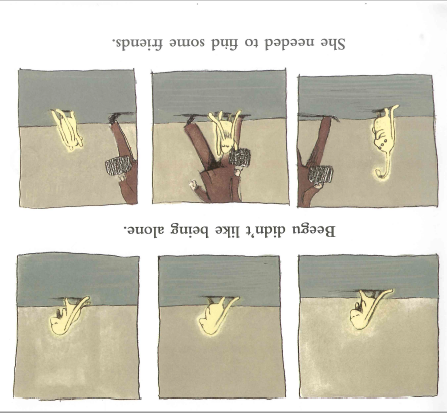 Beegu didn't like being alone.
She needed to find some friends.